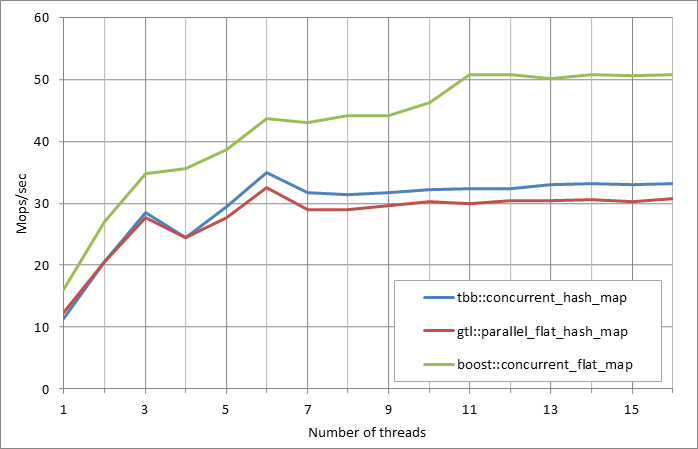 60
50
40
30
20
10
0
Mops/sec
tbb::concurrent_hash_map
gtl::parallel_flat_hash_map
boost::concurrent_flat_map
1 3 5 7 9 11 13 15
Number of threads